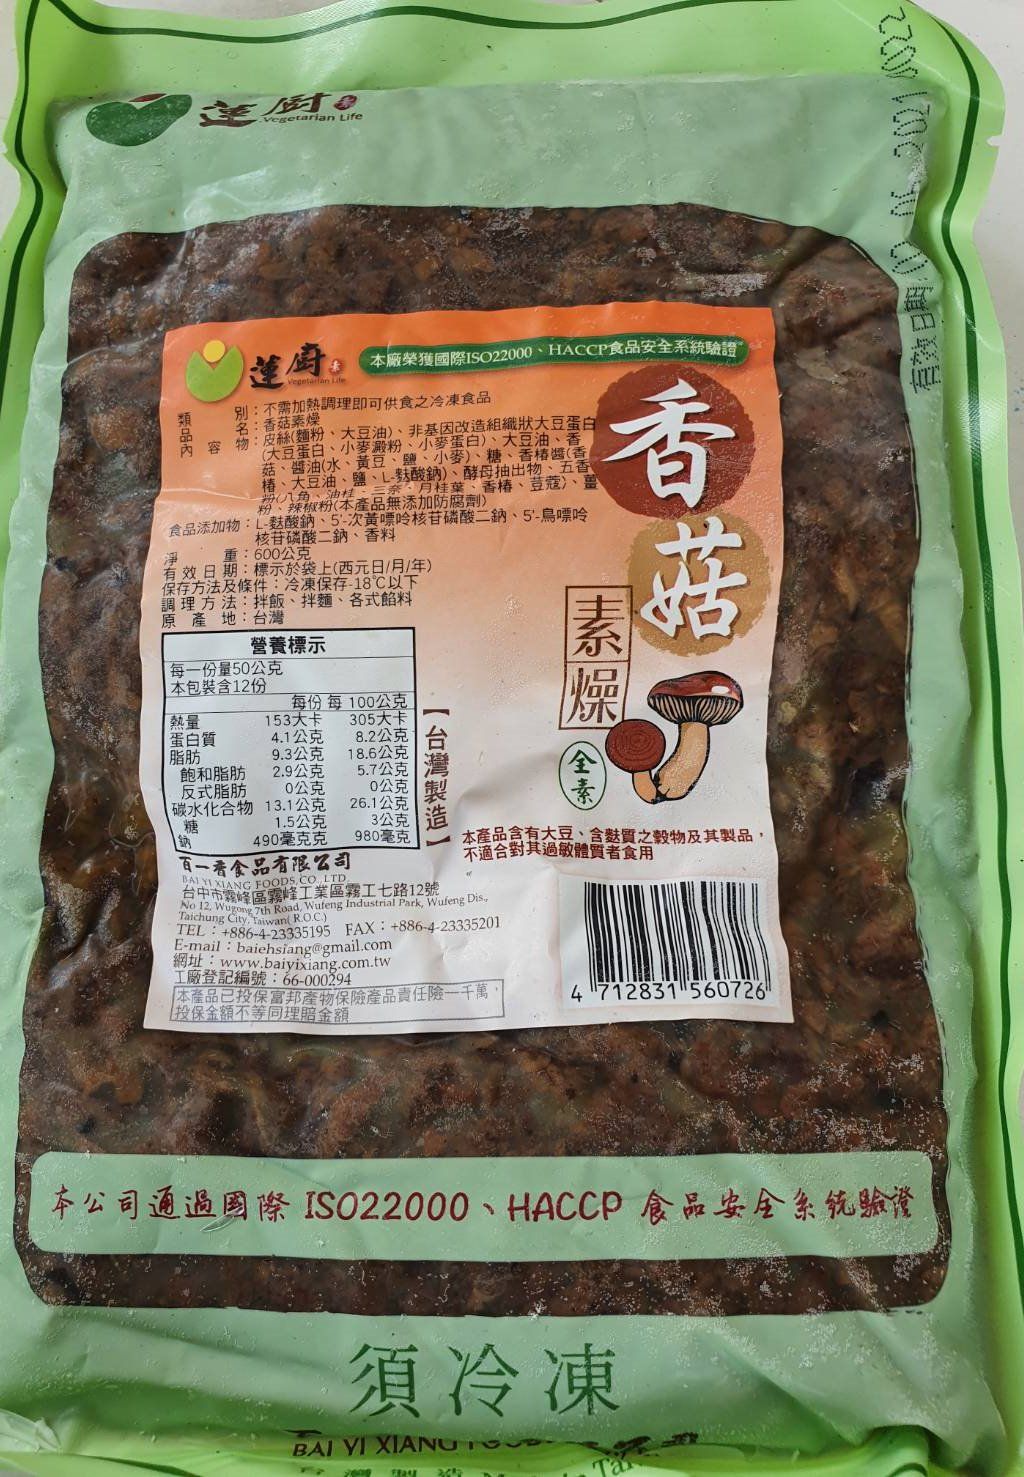 蓮廚 素
Vegetarian Life
有效日期:02 05 2021 0022
蓮廚 素
Vegetarian Life
本廠榮獲國際ISO22000、HACCP食品安全系統驗證
香菇
素燥
全素
類別：不需加熱調理即可供食之冷凍食品
品名：香菇素燥
內容物：皮絲(麵粉、大豆油)、非基因改造組織狀大豆蛋白
(大豆蛋白、小麥澱粉、小麥蛋白)、大豆油、香
菇、醬油(水、黃豆、鹽、小麥)、糖、香椿醬(香
椿、大豆油、鹽、L-麩酸鈉)、酵母抽出物、五香
粉(八角、油桂、三奈、月桂葉、香椿、荳蔻)、薑
粉、辣椒粉(本產品無添加防腐劑)
食品添加物：L-麩酸鈉、5'-次黃嘌呤核苷磷酸二鈉、5'-鳥嘌呤
核苷磷酸二鈉、香料
淨重：600公克
有效日期：標示於袋上(西元日/月/年)
保存方法及條件：冷凍保存-18℃以下
調理方法：拌飯、拌麵、各式餡料
原產地：台灣
營養標示
每一份量50公克
本包裝含12份
每份 每 100公克
熱量 153大卡 305大卡
蛋白質 4.1公克 8.2公克
脂肪 9.3公克 18.6公克
飽和脂肪 2.9公克 5.7公克
反式脂肪 0公克 0公克
碳水化合物 13.1公克 26.1公克
糖 1.5公克 3公克
鈉 490毫克 980毫克
【台灣製造】
本產品含有大豆、含麩質之穀物及其製品，
不適合對其過敏體質者食用
百一香食品有限公司
BAI YI XIANG FOODS.CO.,LTD.
台中市霧峰區霧峰工業區霧工七路12號
No 12, Wugong 7th Road, Wufeng Industrial Park, Wufeng Dis.,
Taichung City, Taiwan( R.O.C.)
TEL：+886-4-23335195 FAX：+886-4-23335201
E-mail：baiehsiang@gmail.com
網址：www.baiyixiang.com.tw
工廠登記編號：66-000294
本產品已投保富邦產物保險產品責任險一千萬，
投保金額不等同理賠金額
4 712831 560726
本公司通過國際 ISO22000、HACCP 食品安全系統驗證
須冷凍
BAI YI XIANG